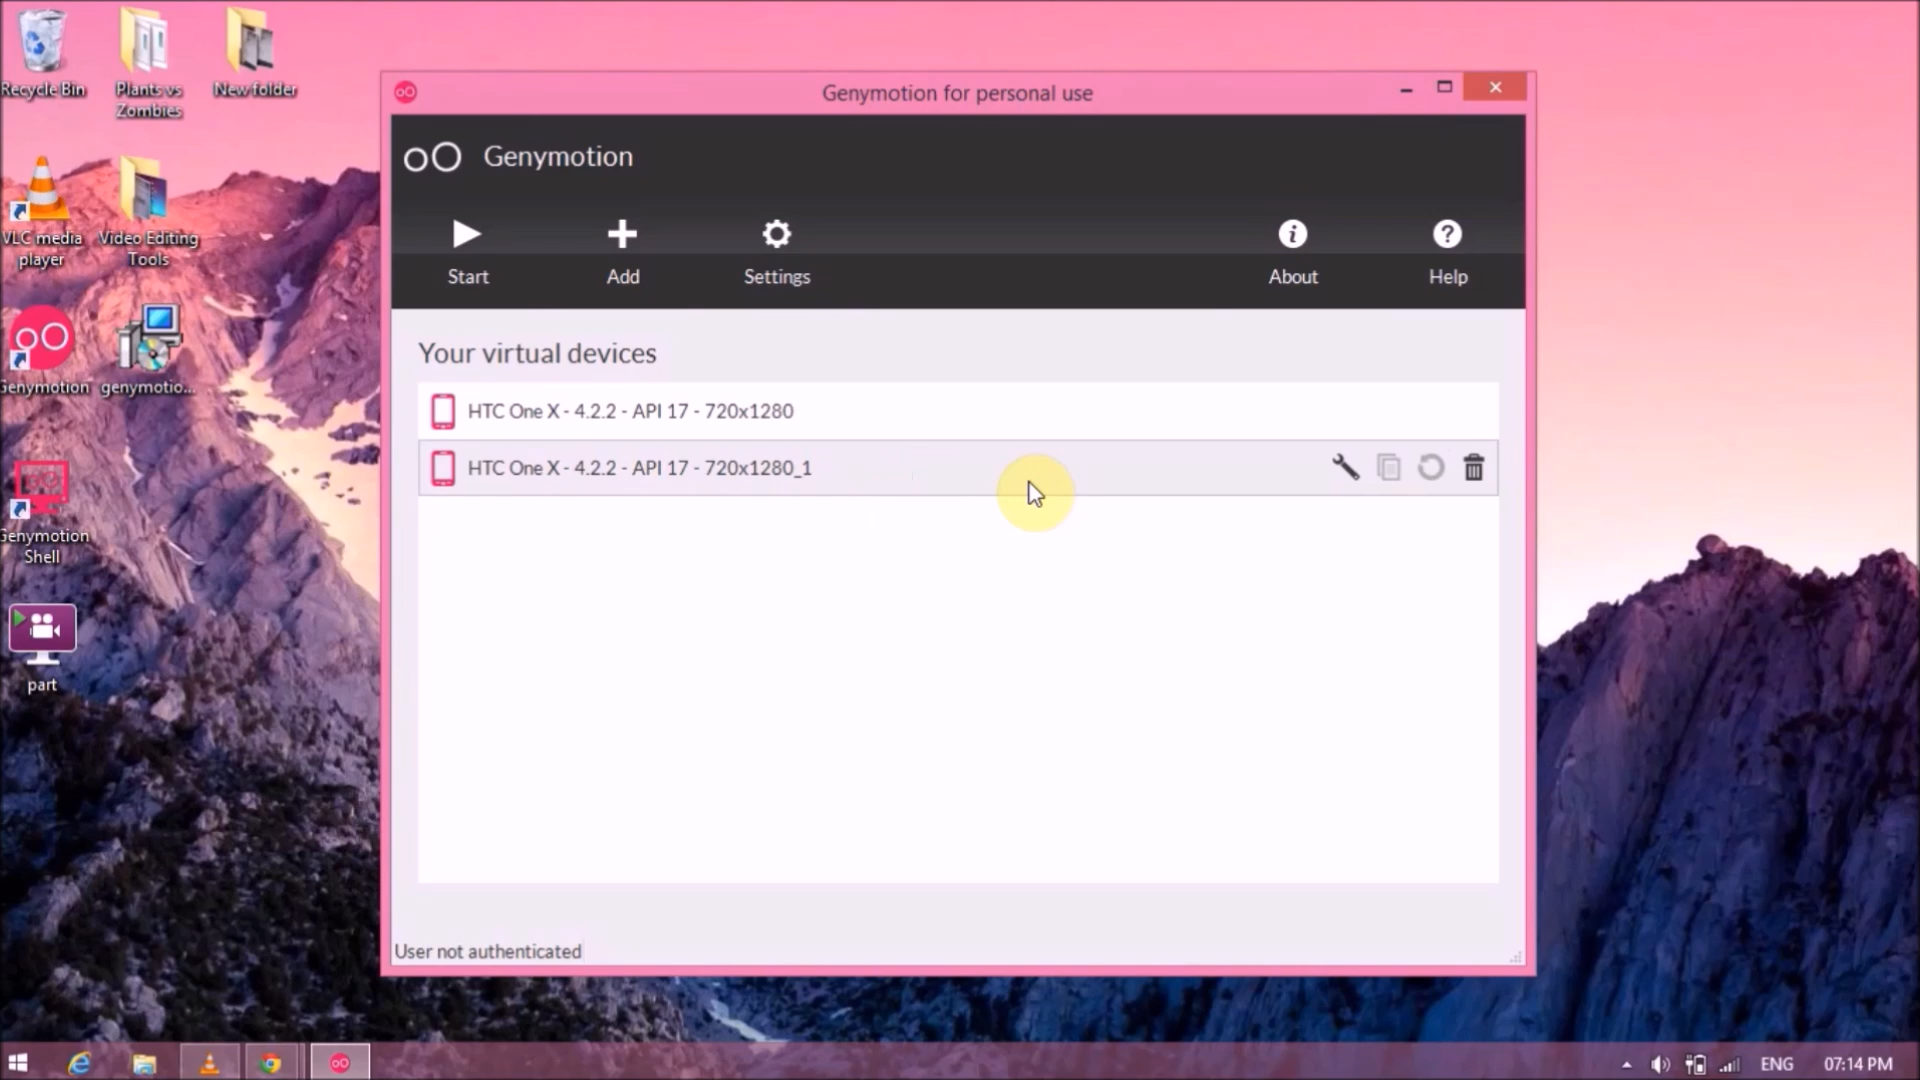 Recycle Bin
Plants vs
Zombies
New folder
VLC media
player
Video Editing
Tools
Genymotion
genymotio...
Genymotion
Shell
part
Genymotion for personal use
Genymotion
Start
Add
Settings
About
Help
Your virtual devices
HTC One X - 4.2.2 - API 17 - 720x1280
HTC One X - 4.2.2 - API 17 - 720x1280_1
User not authenticated
ENG
07:14 PM